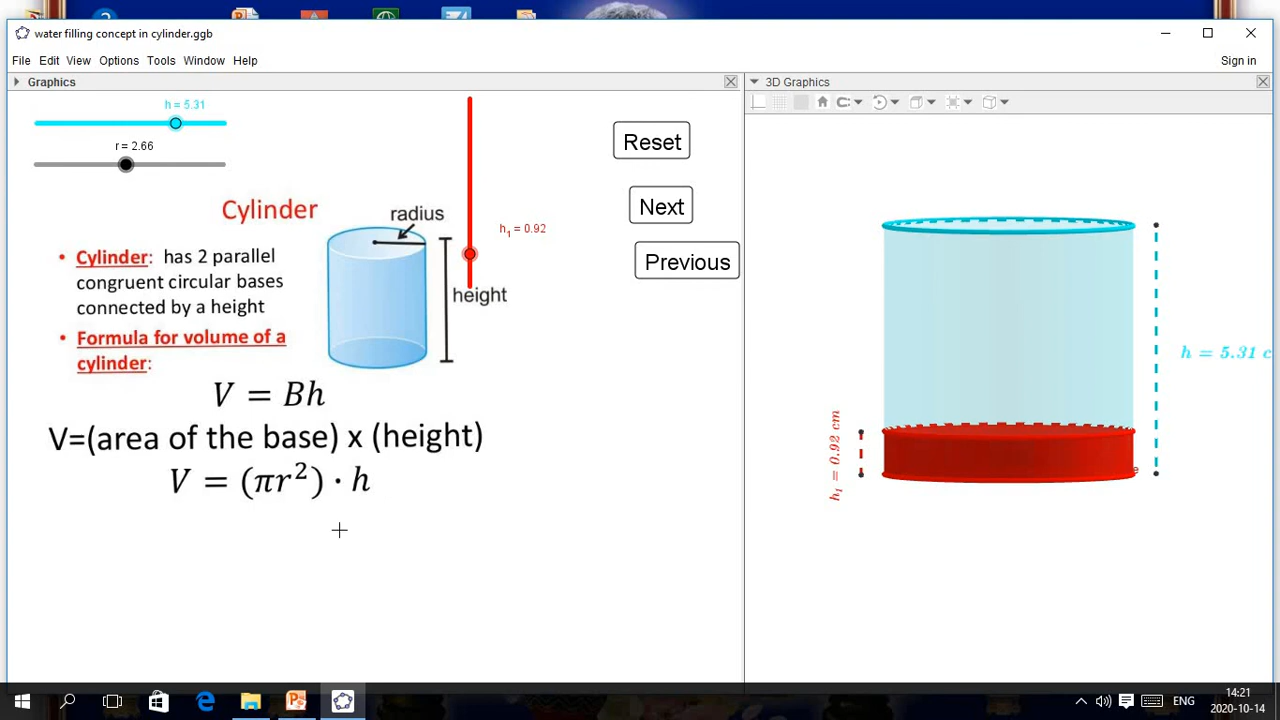 water filling concept in cylinder.ggb
File Edit View Options Tools Window Help
Sign in
Graphics
3D Graphics
h = 5.31
r = 2.66
h1 = 0.92
Reset
Next
Previous
Cylinder
radius
height
• Cylinder: has 2 parallel
congruent circular bases
connected by a height
• Formula for volume of a
cylinder:
V = Bh
V=(area of the base) x (height)
V = (πr²) · h
h = 5.31 c
h1 = 0.92 cm
e
ENG
14:21
2020-10-14